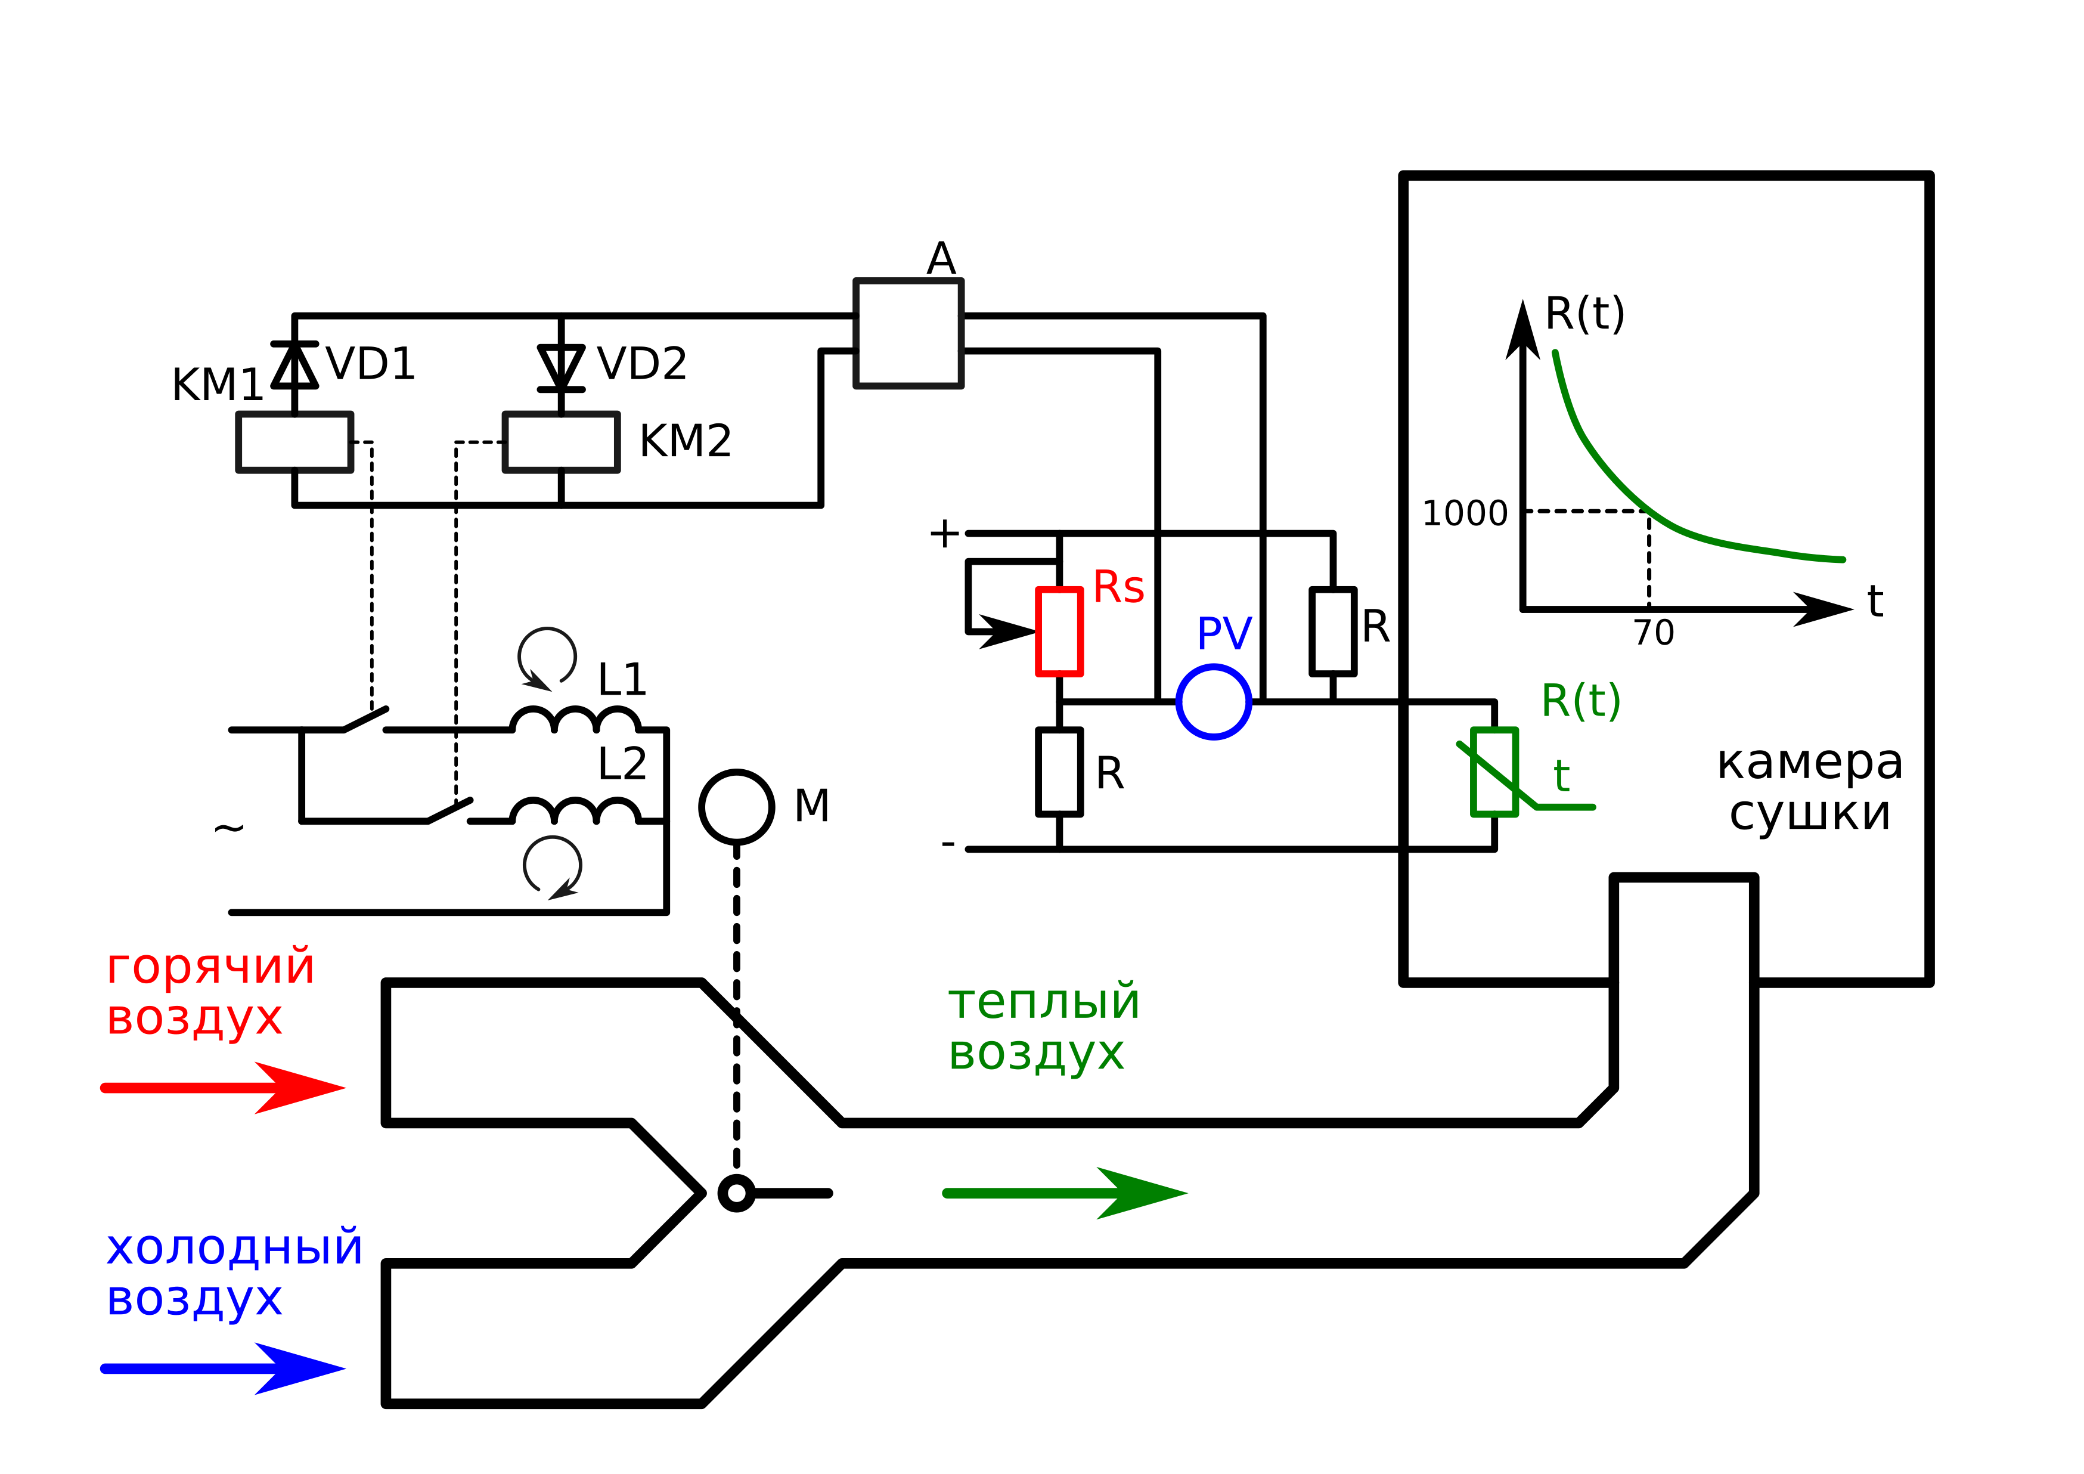 A
R(t)
KM1
VD1
VD2
KM2
1000
+
Rs
t
PV
R
70
L1
R(t)
L2
камера
сушки
R
t
M
~
-
горячий
воздух
теплый
воздух
холодный
воздух